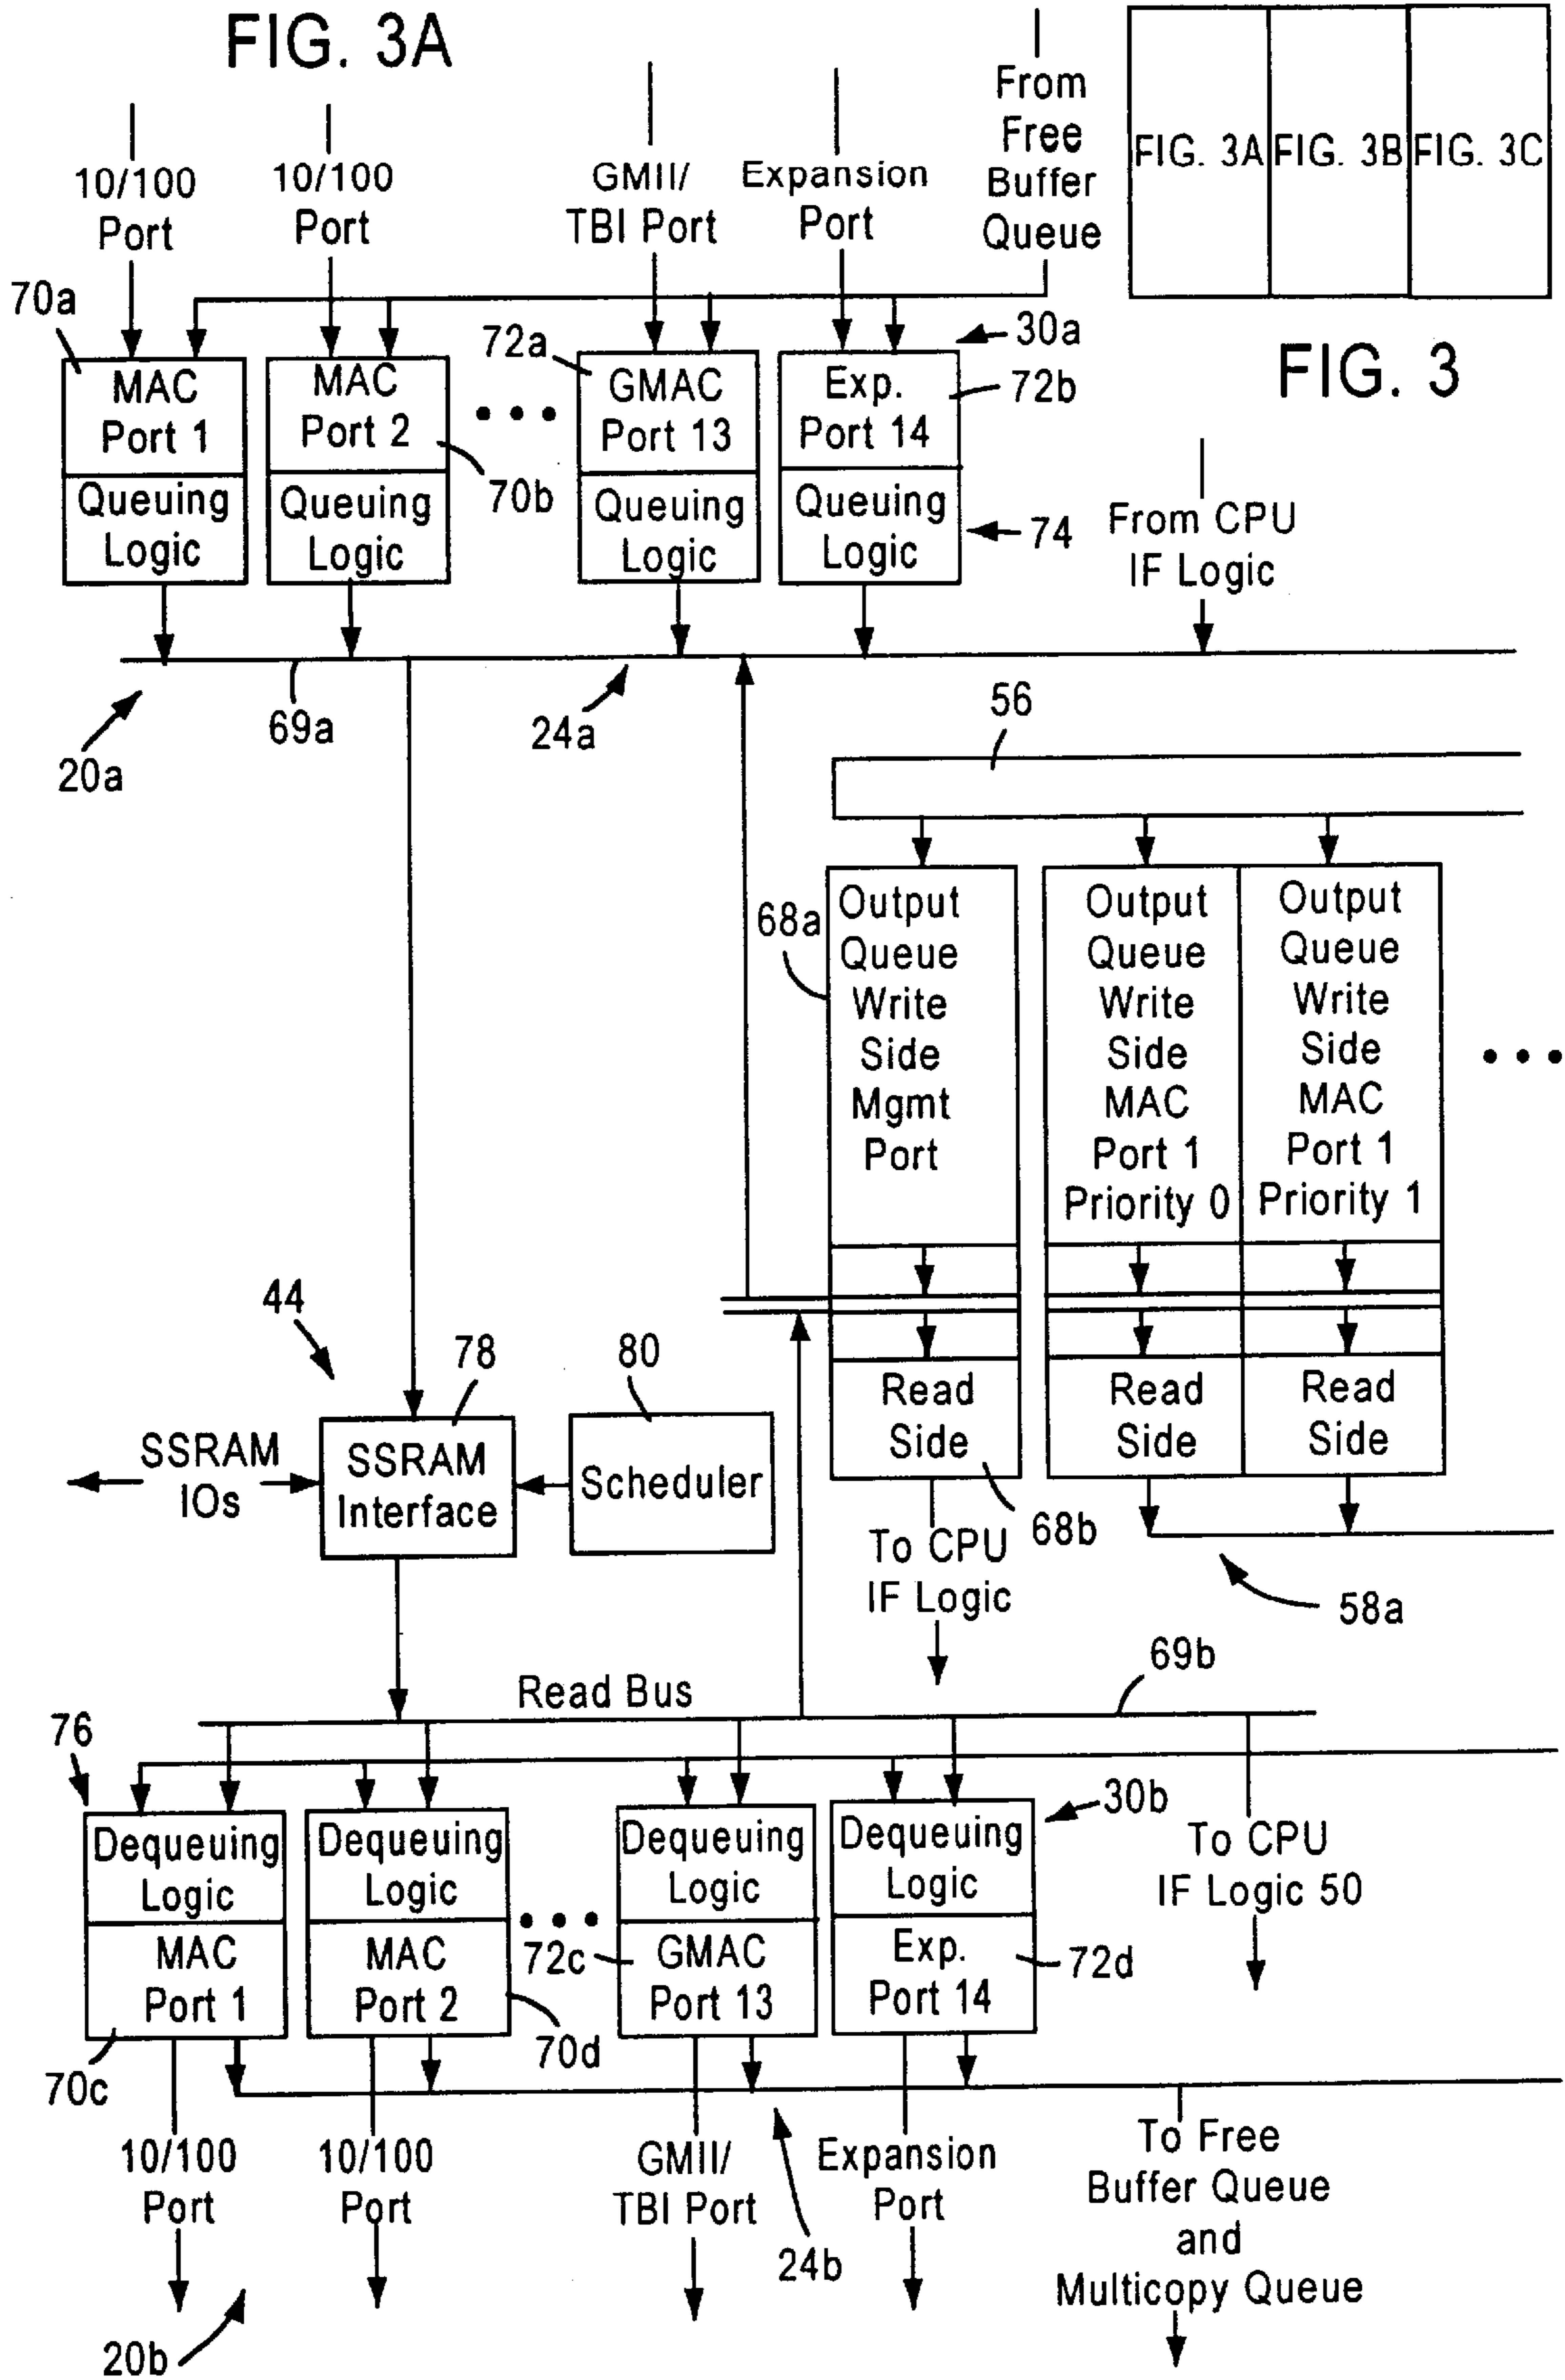 FIG. 3A
From
Free
Buffer
Queue
10/100
Port
10/100
Port
GMII/
TBI Port
Expansion
Port
FIG. 3A
FIG. 3B
FIG. 3C
FIG. 3
70a
72a
30a
MAC
Port 1
MAC
Port 2
GMAC
Port 13
Exp.
Port 14
72b
70b
Queuing
Logic
Queuing
Logic
Queuing
Logic
Queuing
Logic
74
From CPU
IF Logic
69a
24a
20a
56
68a
Output
Queue
Write
Side
Mgmt
Port
Output
Queue
Write
Side
MAC
Port 1
Priority 0
Output
Queue
Write
Side
MAC
Port 1
Priority 1
44
78
80
SSRAM
IOs
SSRAM
Interface
Scheduler
Read
Side
Read
Side
Read
Side
68b
To CPU
IF Logic
58a
Read Bus
69b
76
30b
Dequeuing
Logic
Dequeuing
Logic
Dequeuing
Logic
Dequeuing
Logic
To CPU
IF Logic 50
MAC
Port 1
MAC
Port 2
72c
GMAC
Port 13
Exp.
Port 14
72d
70c
70d
10/100
Port
10/100
Port
GMII/
TBI Port
Expansion
Port
To Free
Buffer Queue
and
Multicopy Queue
24b
20b